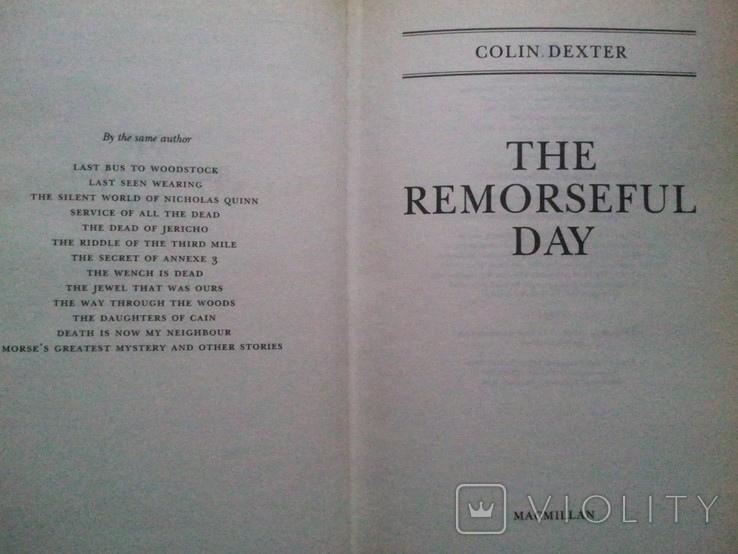 By the same author
LAST BUS TO WOODSTOCK
LAST SEEN WEARING
THE SILENT WORLD OF NICHOLAS QUINN
SERVICE OF ALL THE DEAD
THE DEAD OF JERICHO
THE RIDDLE OF THE THIRD MILE
THE SECRET OF ANNEXE 3
THE WENCH IS DEAD
THE JEWEL THAT WAS OURS
THE WAY THROUGH THE WOODS
THE DAUGHTERS OF CAIN
DEATH IS NOW MY NEIGHBOUR
MORSE'S GREATEST MYSTERY AND OTHER STORIES
COLIN DEXTER
THE
REMORSEFUL
DAY
MACMILLAN
VIOLITY